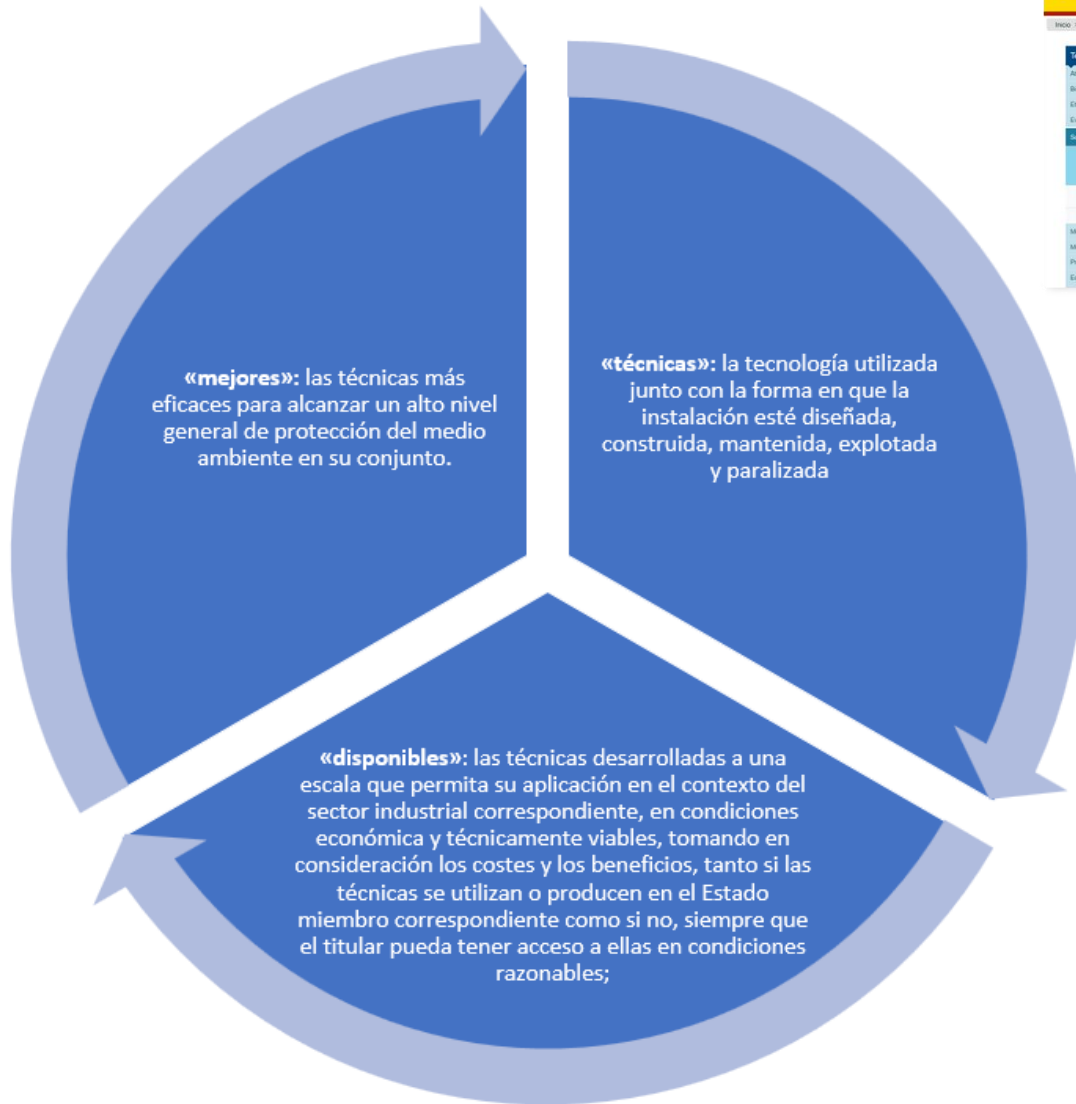 Inicio
«mejores»: las técnicas más
eficaces para alcanzar un alto nivel
general de protección del medio
ambiente en su conjunto.
«técnicas»: la tecnología utilizada
junto con la forma en que la
instalación esté diseñada,
construida, mantenida, explotada
y paralizada
«disponibles»: las técnicas desarrolladas a una
escala que permita su aplicación en el contexto del
sector industrial correspondiente, en condiciones
económica y técnicamente viables, tomando en
consideración los costes y los beneficios, tanto si las
técnicas se utilizan o producen en el Estado
miembro correspondiente como si no, siempre que
el titular pueda tener acceso a ellas en condiciones
razonables;